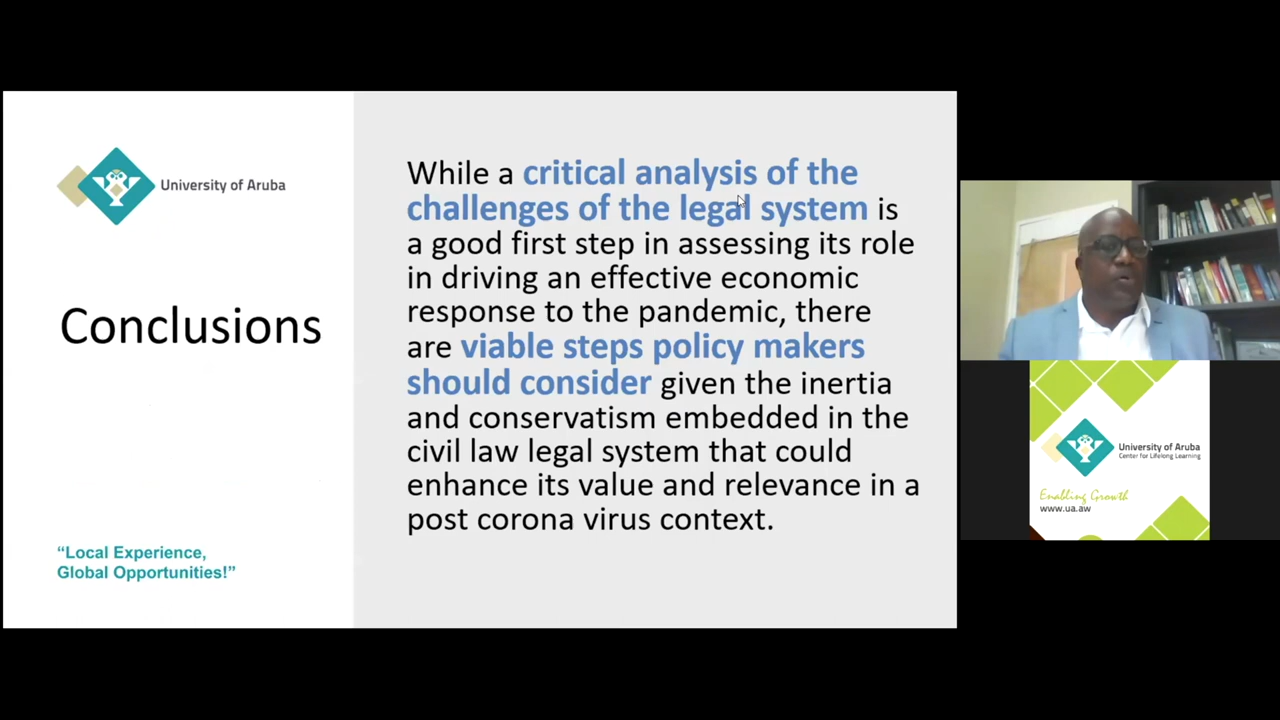 University of Aruba
Conclusions
“Local Experience,
Global Opportunities!”
While a critical analysis of the
challenges of the legal system is
a good first step in assessing its role
in driving an effective economic
response to the pandemic, there
are viable steps policy makers
should consider given the inertia
and conservatism embedded in the
civil law legal system that could
enhance its value and relevance in a
post corona virus context.
University of Aruba
Center for Lifelong Learning
Enabling Growth
www.ua.aw